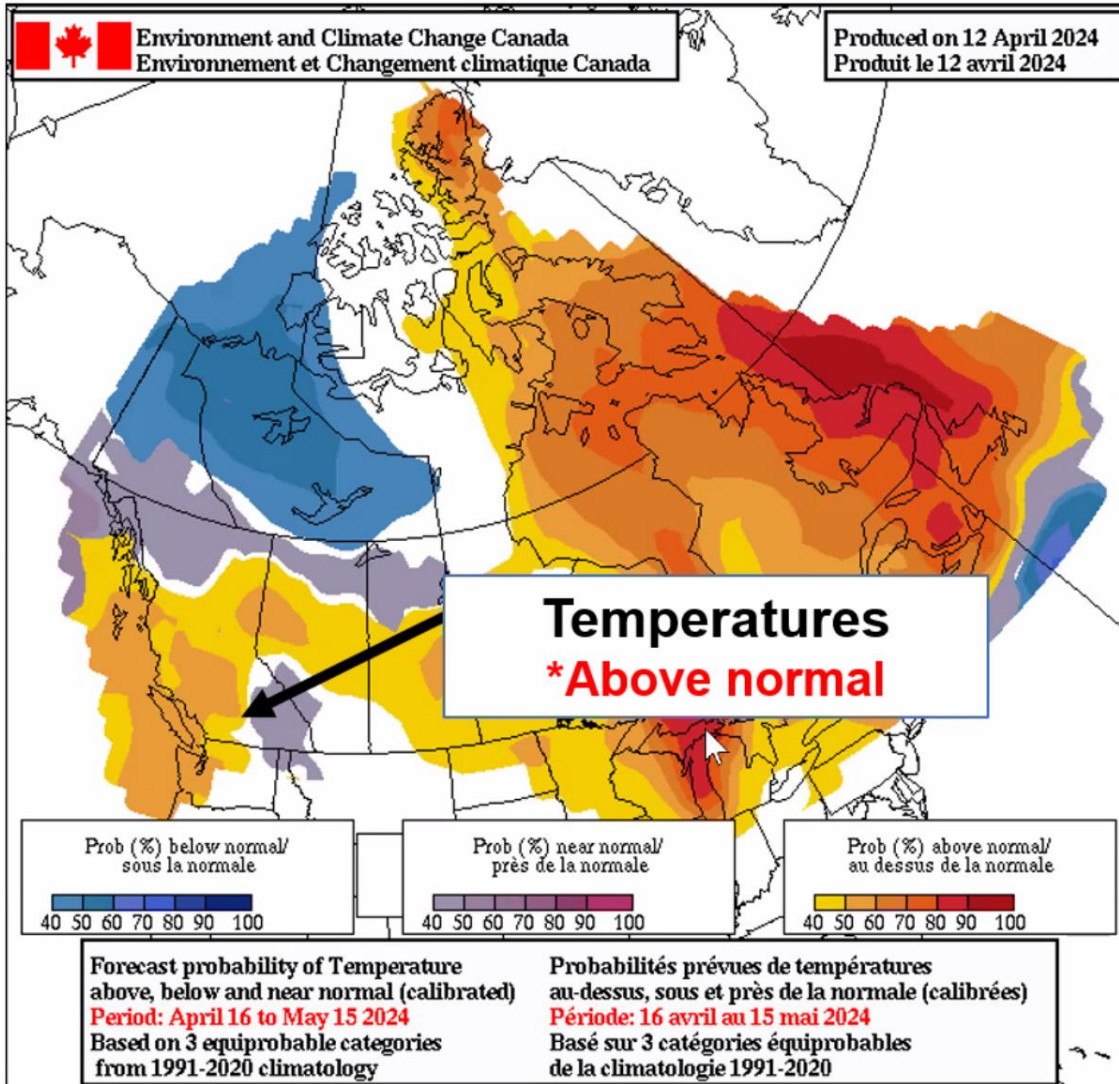 Environment and Climate Change Canada
Environnement et Changement climatique Canada
Produced on 12 April 2024
Produit le 12 avril 2024
Temperatures
*Above normal
Prob (%) below normal/
sous la normale
40 50 60 70 80 90 100
Prob (%) near normal/
près de la normale
40 50 60 70 80 90 100
Prob (%) above normal/
au dessus de la normale
40 50 60 70 80 90 100
Forecast probability of Temperature
above, below and near normal (calibrated)
Period: April 16 to May 15 2024
Based on 3 equiprobable categories
from 1991-2020 climatology
Probabilités prévues de températures
au-dessus, sous et près de la normale (calibrées)
Période: 16 avril au 15 mai 2024
Basé sur 3 catégories équiprobables
de la climatologie 1991-2020